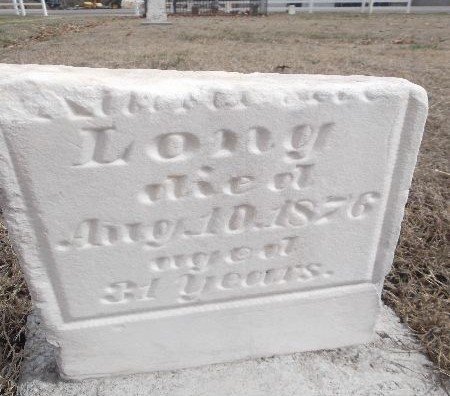 Long
died
Aug. 10. 1876
aged
31 Years.